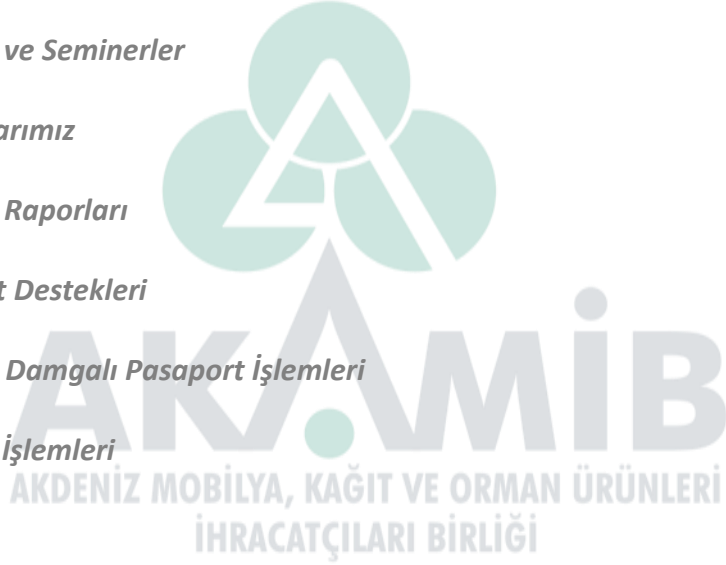 ve Seminerler
arımız
Raporları
t Destekleri
Damgalı Pasaport İşlemleri
İşlemleri
AKAMİB
AKDENİZ MOBİLYA, KAĞIT VE ORMAN ÜRÜNLERİ
İHRACATÇILARI BİRLİĞİ